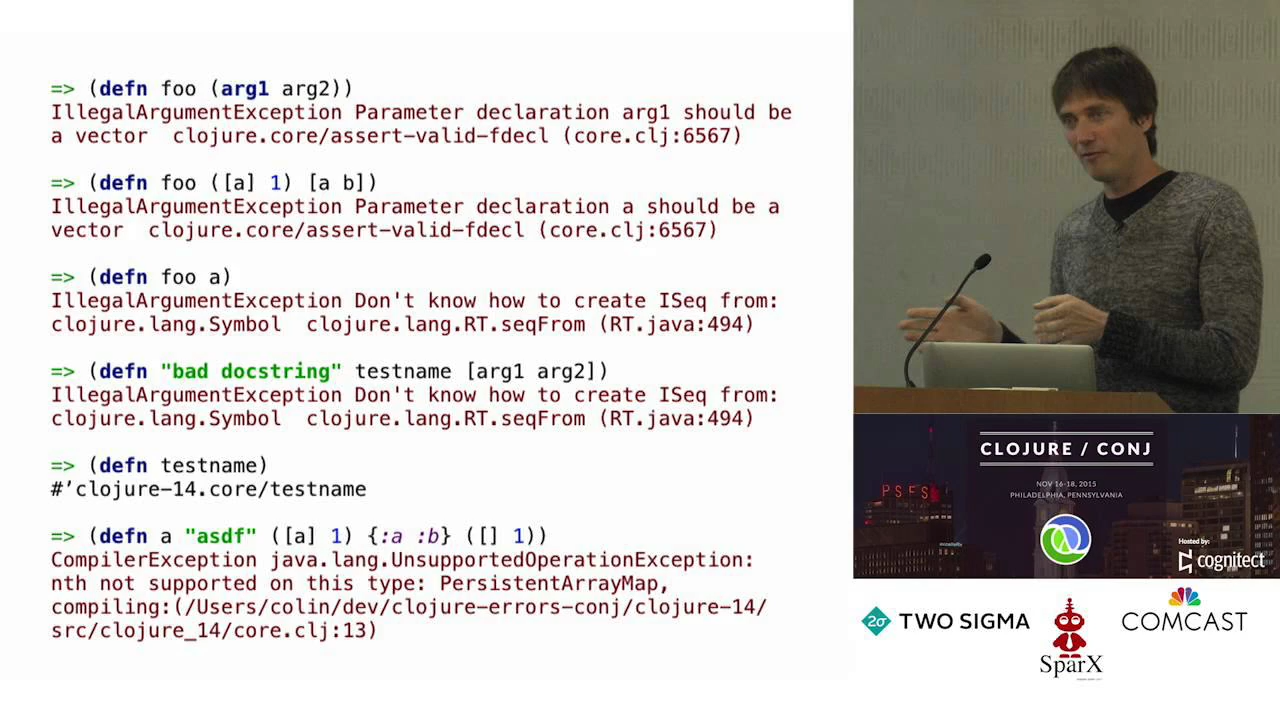 => (defn foo (arg1 arg2))
IllegalArgumentException Parameter declaration arg1 should be
a vector  clojure.core/assert-valid-fdecl (core.clj:6567)
=> (defn foo ([a] 1) [a b])
IllegalArgumentException Parameter declaration a should be a
vector  clojure.core/assert-valid-fdecl (core.clj:6567)
=> (defn foo a)
IllegalArgumentException Don't know how to create ISeq from:
clojure.lang.Symbol  clojure.lang.RT.seqFrom (RT.java:494)
=> (defn "bad docstring" testname [arg1 arg2])
IllegalArgumentException Don't know how to create ISeq from:
clojure.lang.Symbol  clojure.lang.RT.seqFrom (RT.java:494)
=> (defn testname)
#’clojure-14.core/testname
=> (defn a "asdf" ([a] 1) {:a :b} ([] 1))
CompilerException java.lang.UnsupportedOperationException:
nth not supported on this type: PersistentArrayMap,
compiling:(/Users/colin/dev/clojure-errors-conj/clojure-14/
src/clojure_14/core.clj:13)
CLOJURE / CONJ
NOV 16-18, 2015
PHILADELPHIA, PENNSYLVANIA
PSFS
Hosted by:
cognitect
2σ TWO SIGMA
SparX
COMCAST